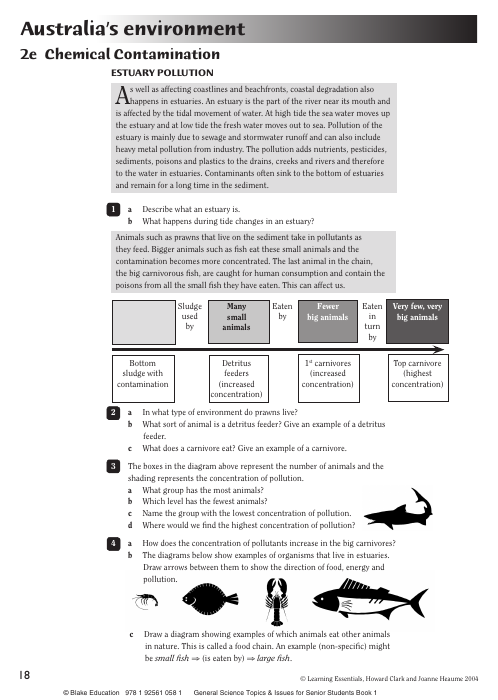 Australia's environment
2e Chemical Contamination
ESTUARY POLLUTION
As well as affecting coastlines and beachfronts, coastal degradation also
happens in estuaries. An estuary is the part of the river near its mouth and
is affected by the tidal movement of water. At high tide the sea water moves up
the estuary and at low tide the fresh water moves out to sea. Pollution of the
estuary is mainly due to sewage and stormwater runoff and can also include
heavy metal pollution from industry. The pollution adds nutrients, pesticides,
sediments, poisons and plastics to the drains, creeks and rivers and therefore
to the water in estuaries. Contaminants often sink to the bottom of estuaries
and remain for a long time in the sediment.
1 a Describe what an estuary is.
b What happens during tide changes in an estuary?
Animals such as prawns that live on the sediment take in pollutants as
they feed. Bigger animals such as fish eat these small animals and the
contamination becomes more concentrated. The last animal in the chain,
the big carnivorous fish, are caught for human consumption and contain the
poisons from all the small fish they have eaten. This can affect us.
Sludge
used
by
Many
small
animals
Eaten
by
Fewer
big animals
Eaten
in
turn
by
Very few, very
big animals
Bottom
sludge with
contamination
Detritus
feeders
(increased
concentration)
1st carnivores
(increased
concentration)
Top carnivore
(highest
concentration)
2 a In what type of environment do prawns live?
b What sort of animal is a detritus feeder? Give an example of a detritus
feeder.
c What does a carnivore eat? Give an example of a carnivore.
3 The boxes in the diagram above represent the number of animals and the
shading represents the concentration of pollution.
a What group has the most animals?
b Which level has the fewest animals?
c Name the group with the lowest concentration of pollution.
d Where would we find the highest concentration of pollution?
4 a How does the concentration of pollutants increase in the big carnivores?
b The diagrams below show examples of organisms that live in estuaries.
Draw arrows between them to show the direction of food, energy and
pollution.
c Draw a diagram showing examples of which animals eat other animals
in nature. This is called a food chain. An example (non-specific) might
be small fish ⇒ (is eaten by) ⇒ large fish.
18
© Learning Essentials, Howard Clark and Joanne Heaume 2004
© Blake Education 978 1 92561 058 1 General Science Topics & Issues for Senior Students Book 1